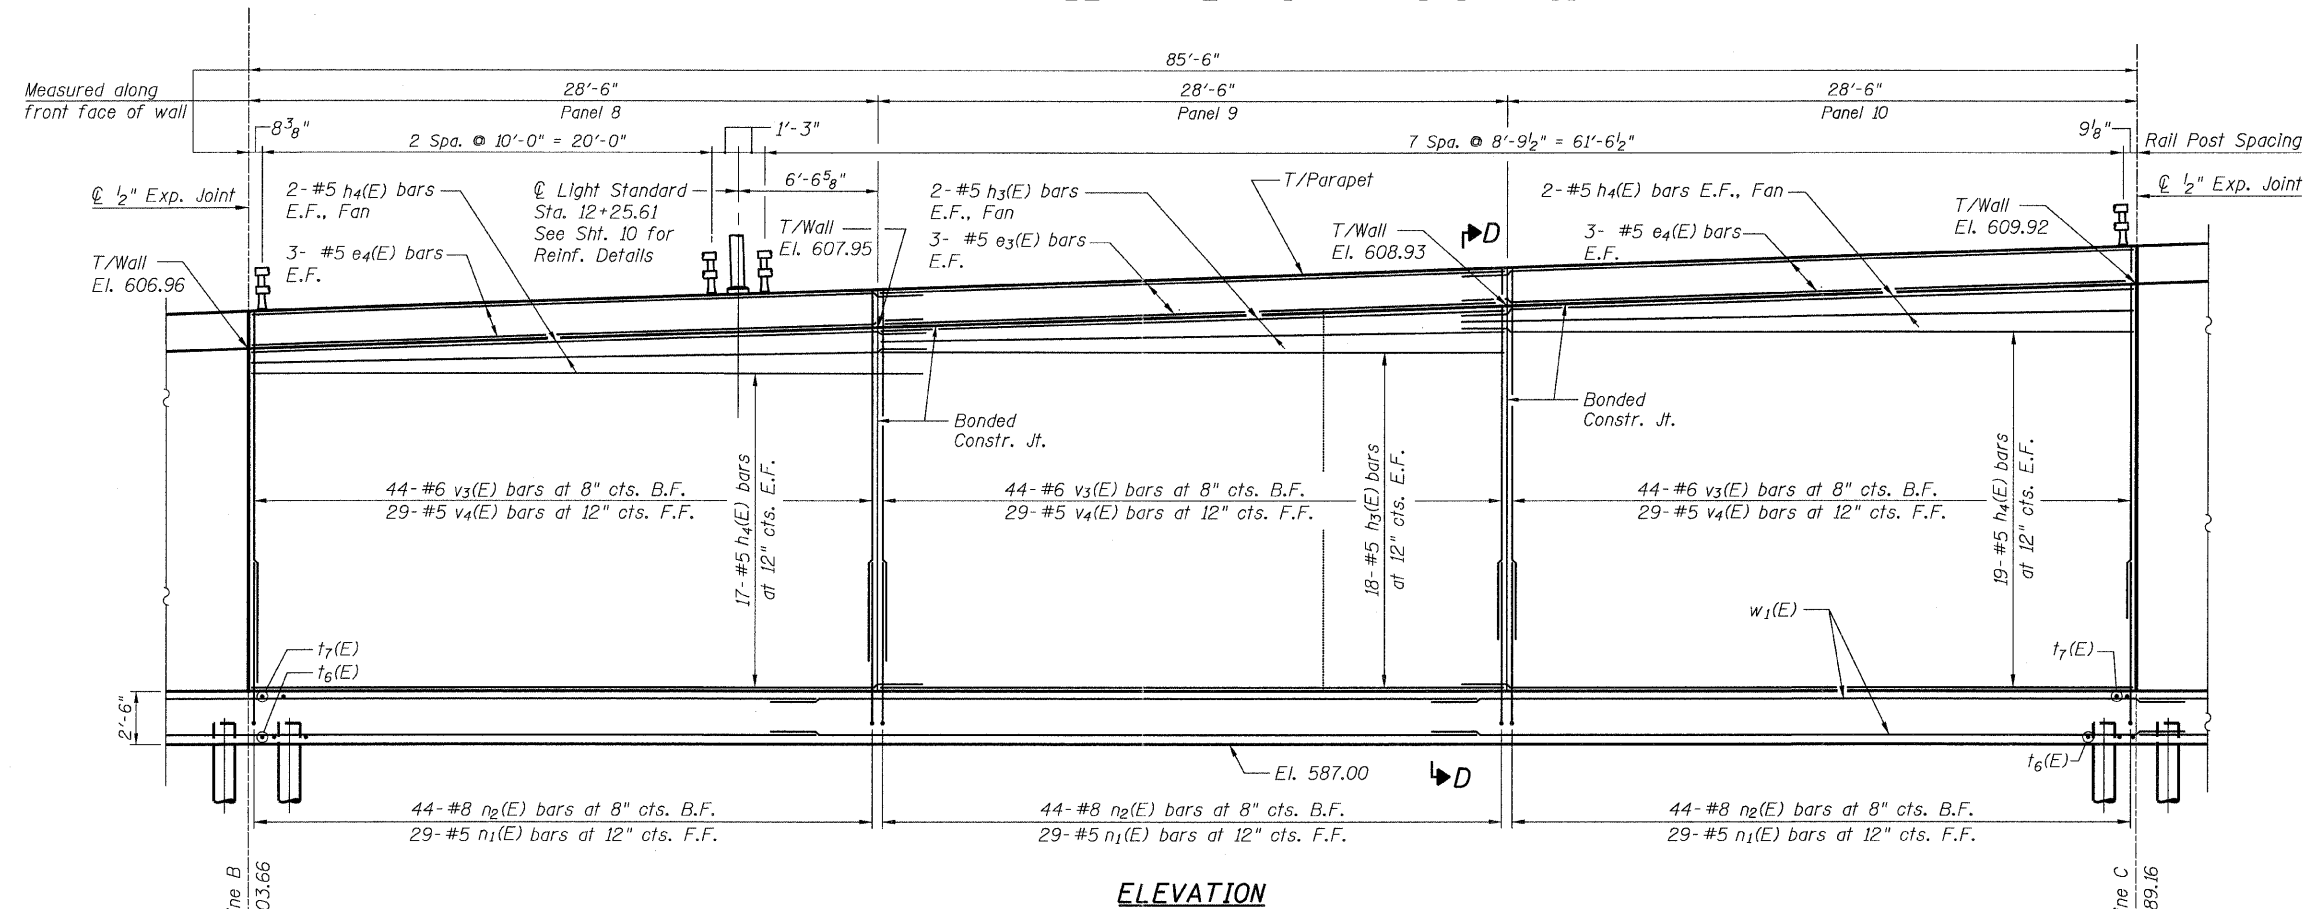 85'-6"
Measured along
front face of wall
28'-6"
Panel 8
28'-6"
Panel 9
28'-6"
Panel 10
8 3/8"
2 Spa. @ 10'-0" = 20'-0"
1'-3"
7 Spa. @ 8'-9 1/2" = 61'-6 1/2"
9 1/8"
Rail Post Spacing
℄ 1/2" Exp. Joint
2- #5 h4(E) bars
E.F., Fan
3- #5 e4(E) bars
E.F.
℄ Light Standard
Sta. 12+25.61
See Sht. 10 for
Reinf. Details
6'-6 5/8"
T/Wall
El. 607.95
2- #5 h3(E) bars
E.F., Fan
3- #5 e3(E) bars
E.F.
T/Parapet
T/Wall
El. 608.93
D
2- #5 h4(E) bars E.F., Fan
3- #5 e4(E) bars
E.F.
T/Wall
El. 609.92
℄ 1/2" Exp. Joint
T/Wall
El. 606.96
Bonded
Constr. Jt.
Bonded
Constr. Jt.
44- #6 v3(E) bars at 8" cts. B.F.
29- #5 v4(E) bars at 12" cts. F.F.
17- #5 h4(E) bars
at 12" cts. E.F.
44- #6 v3(E) bars at 8" cts. B.F.
29- #5 v4(E) bars at 12" cts. F.F.
18- #5 h3(E) bars
at 12" cts. E.F.
44- #6 v3(E) bars at 8" cts. B.F.
29- #5 v4(E) bars at 12" cts. F.F.
19- #5 h4(E) bars
at 12" cts. E.F.
w1(E)
t7(E)
t6(E)
t7(E)
t6(E)
2'-6"
El. 587.00
D
44- #8 n2(E) bars at 8" cts. B.F.
29- #5 n1(E) bars at 12" cts. F.F.
44- #8 n2(E) bars at 8" cts. B.F.
29- #5 n1(E) bars at 12" cts. F.F.
44- #8 n2(E) bars at 8" cts. B.F.
29- #5 n1(E) bars at 12" cts. F.F.
ne B
03.66
ne C
89.16
ELEVATION